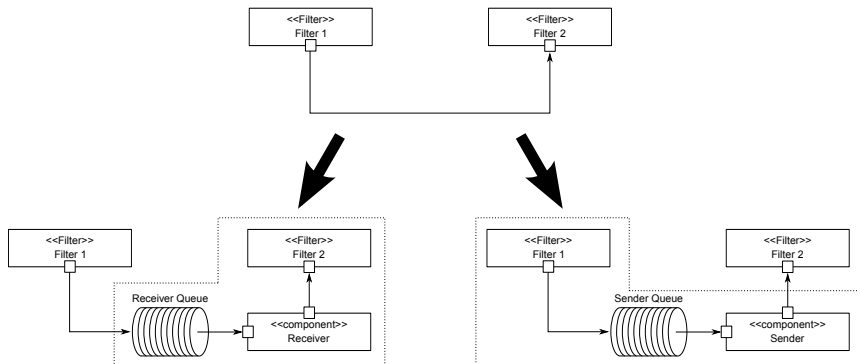 <<Filter>>
Filter 1
<<Filter>>
Filter 2
<<Filter>>
Filter 1
<<Filter>>
Filter 2
Receiver Queue
<<component>>
Receiver
<<Filter>>
Filter 1
<<Filter>>
Filter 2
Sender Queue
<<component>>
Sender